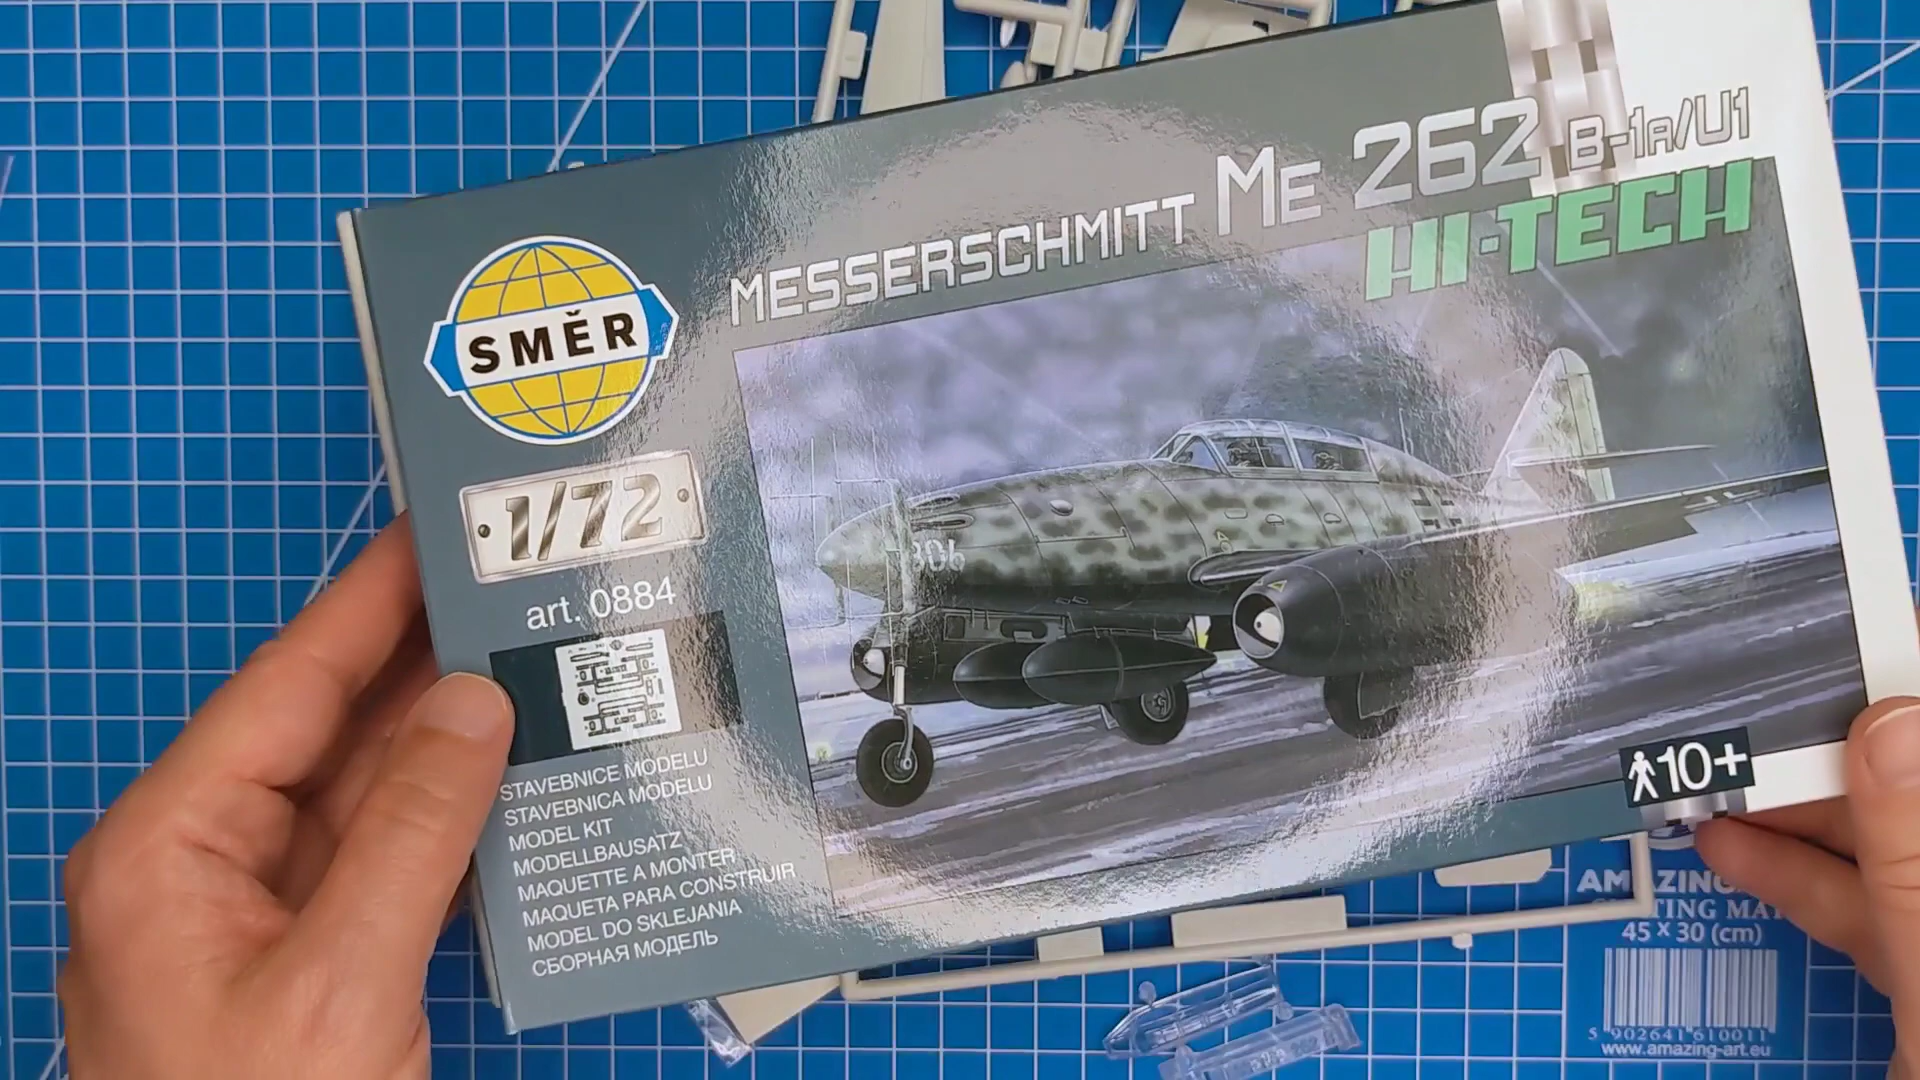 MESSERSCHMITT ME 262 B-1A/U1
HI-TECH
SMĚR
1/72
art. 0884
306
STAVEBNICE MODELU
STAVEBNICA MODELU
MODEL KIT
MODELLBAUSATZ
MAQUETTE A MONTER
MAQUETA PARA CONSTRUIR
MODEL DO SKLEJANIA
СБОРНАЯ МОДЕЛЬ
10+
45 x 30 (cm)
5 902641 610011
www.amazing-art.eu